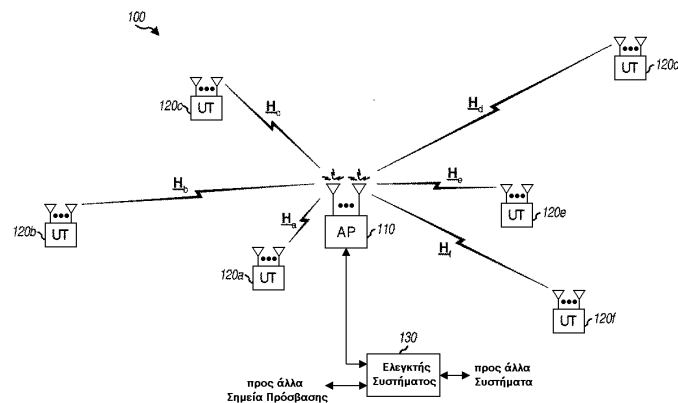 100
120c
UT
H_c
H_d
UT
120d
H_b
H_e
120b
UT
H_a
AP
110
UT
120e
120a
UT
H_f
UT
120f
130
Ελεγκτής
Συστήματος
προς άλλα
Σημεία Πρόσβασης
προς άλλα
Συστήματα